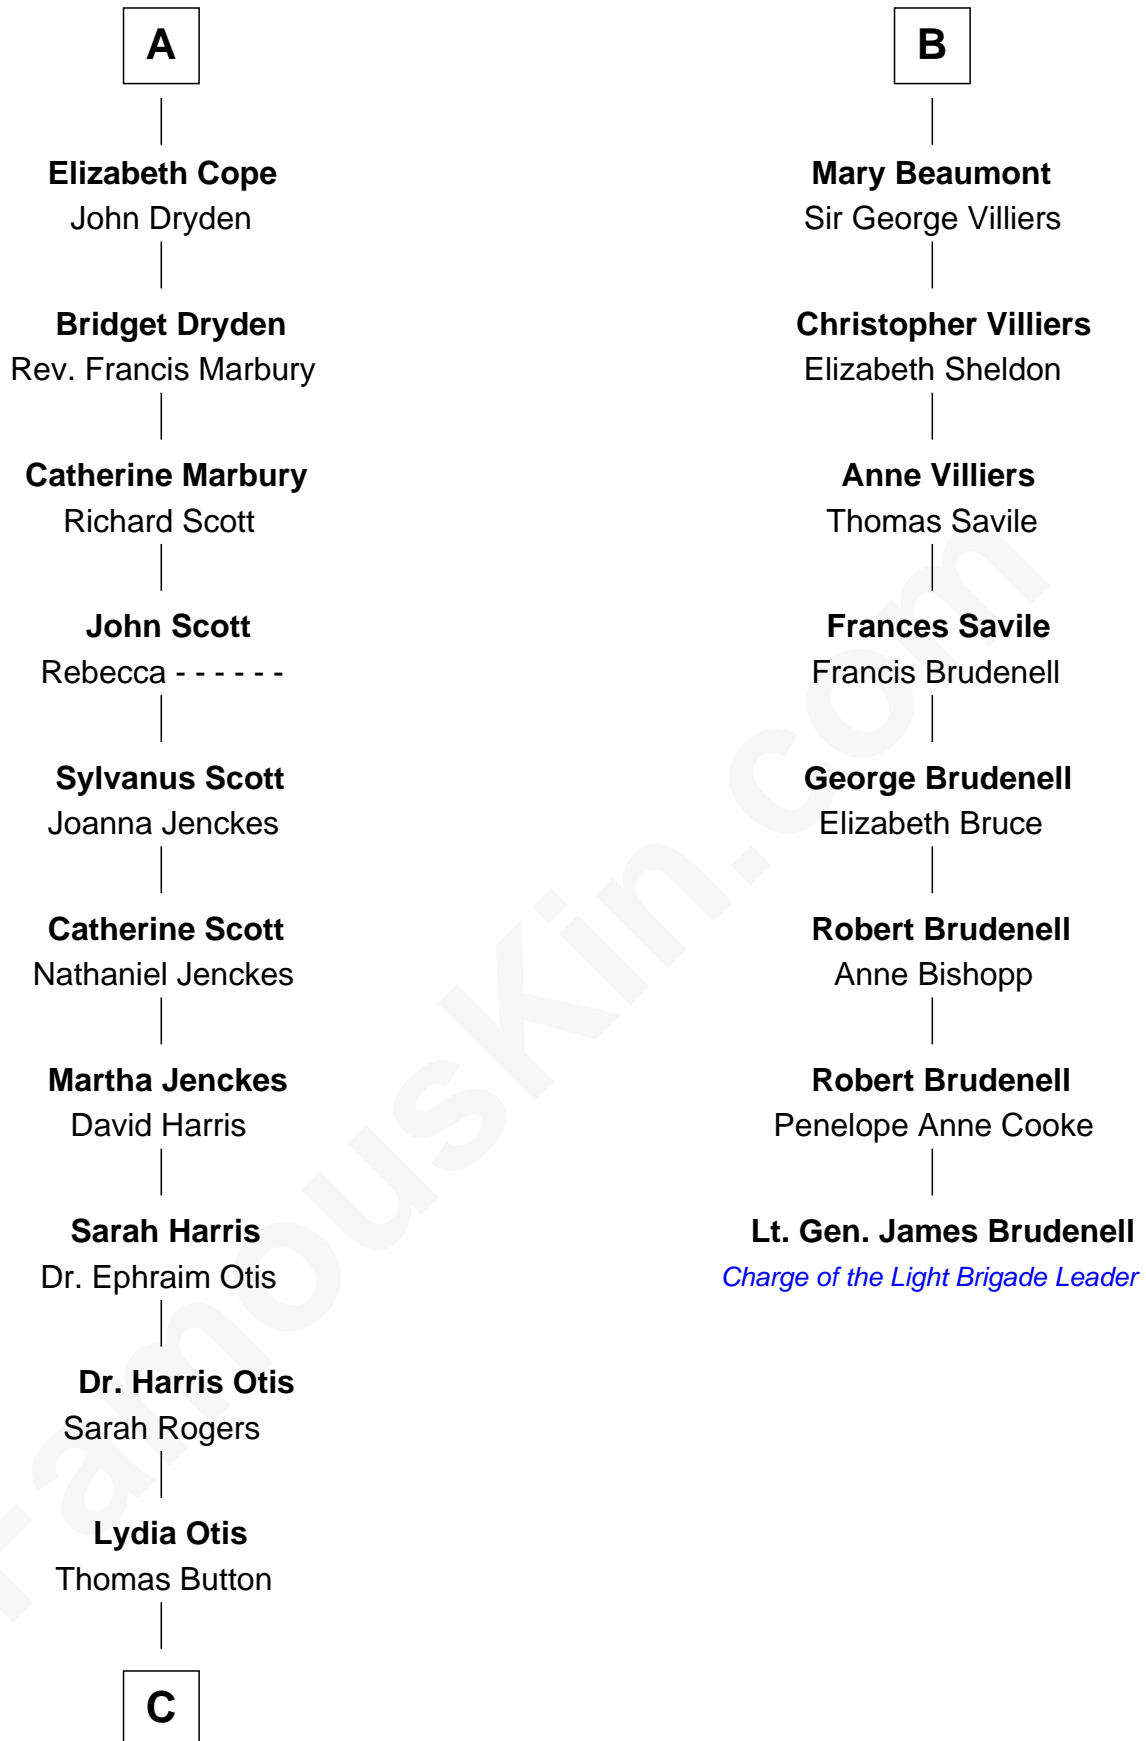 A
Elizabeth Cope
John Dryden
Bridget Dryden
Rev. Francis Marbury
Catherine Marbury
Richard Scott
John Scott
Rebecca - - - - - -
Sylvanus Scott
Joanna Jenckes
Catherine Scott
Nathaniel Jenckes
Martha Jenckes
David Harris
Sarah Harris
Dr. Ephraim Otis
Dr. Harris Otis
Sarah Rogers
Lydia Otis
Thomas Button
C
B
Mary Beaumont
Sir George Villiers
Christopher Villiers
Elizabeth Sheldon
Anne Villiers
Thomas Savile
Frances Savile
Francis Brudenell
George Brudenell
Elizabeth Bruce
Robert Brudenell
Anne Bishopp
Robert Brudenell
Penelope Anne Cooke
Lt. Gen. James Brudenell
Charge of the Light Brigade Leader
FamousKin.com